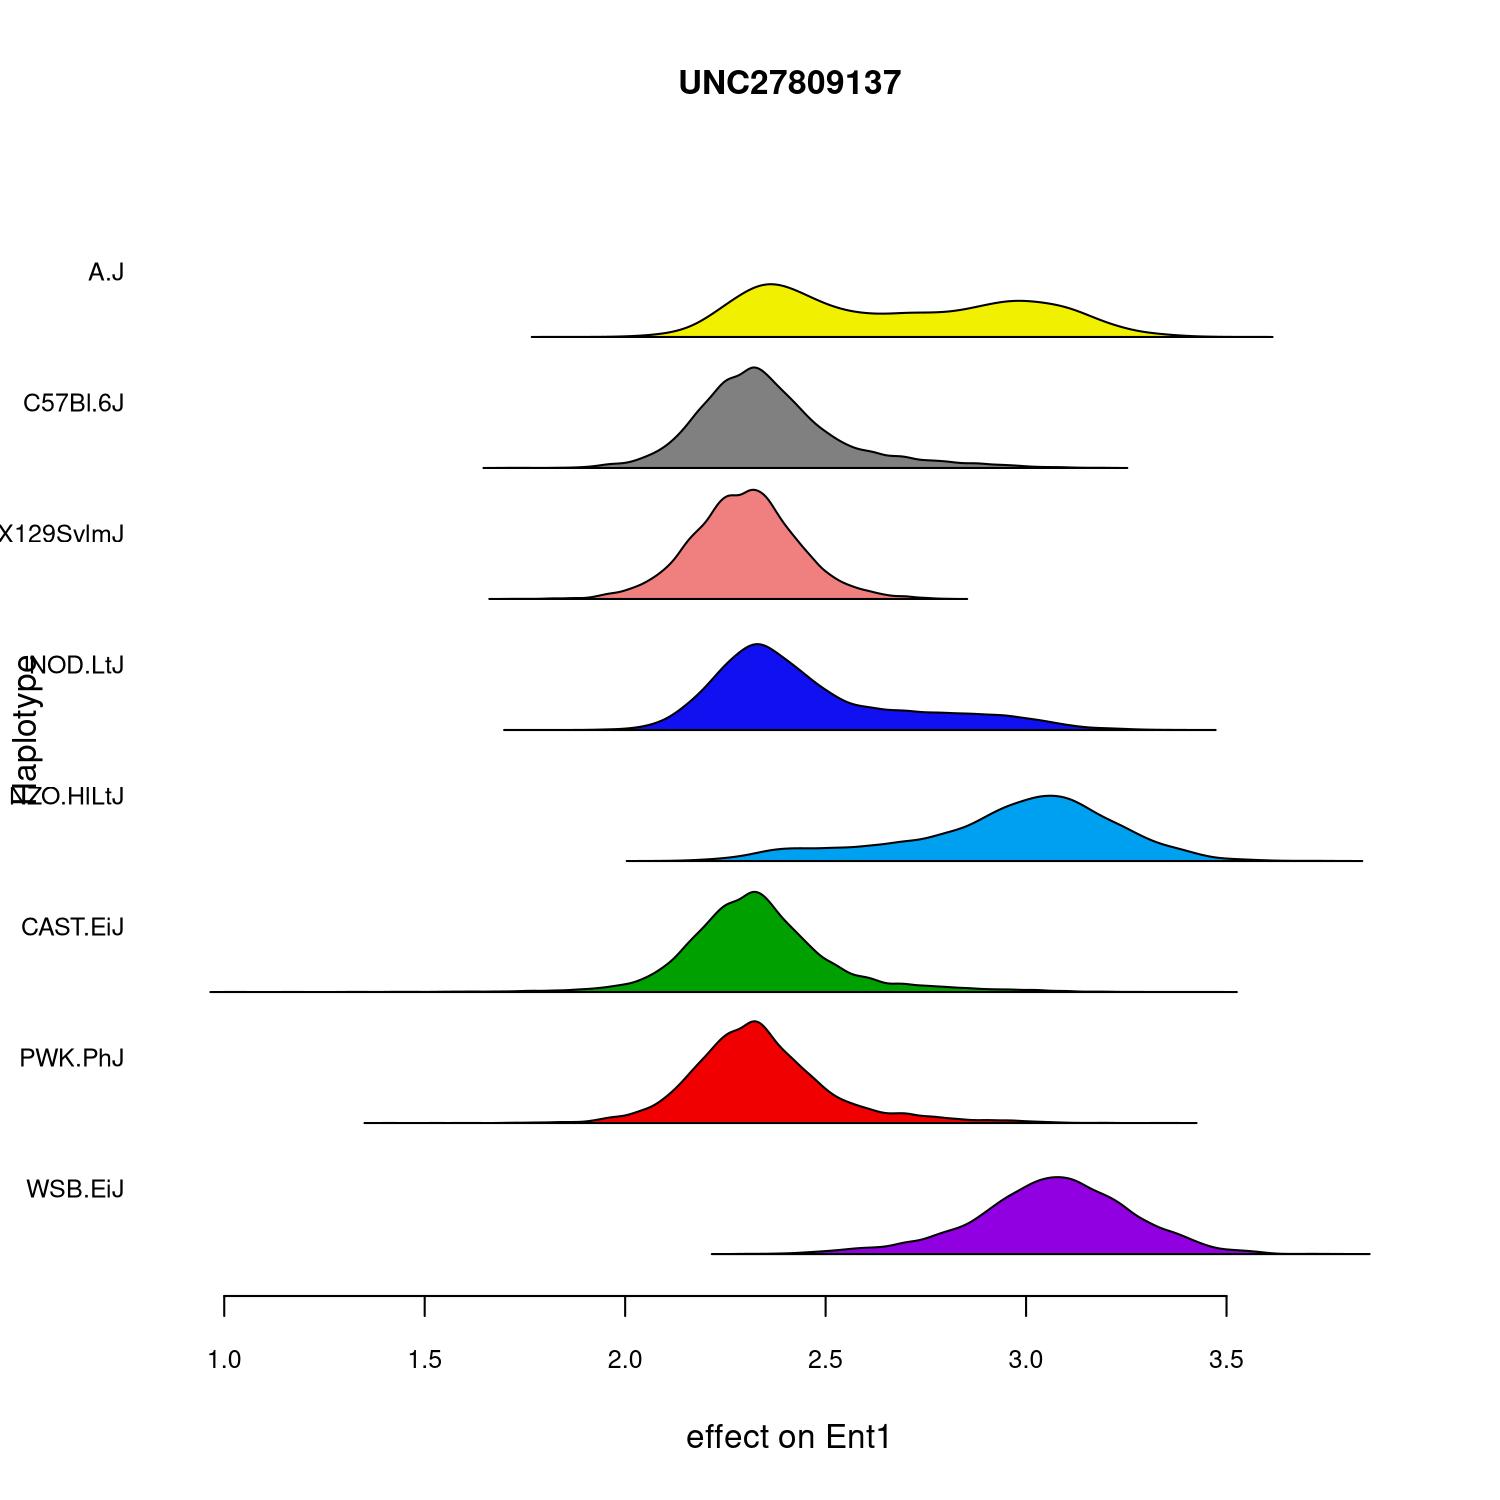 UNC27809137
A.J
C57Bl.6J
X129SvImJ
NOD.LtJ
Haplotype
NZO.HILtJ
CAST.EiJ
PWK.PhJ
WSB.EiJ
1.0 1.5 2.0 2.5 3.0 3.5
effect on Ent1